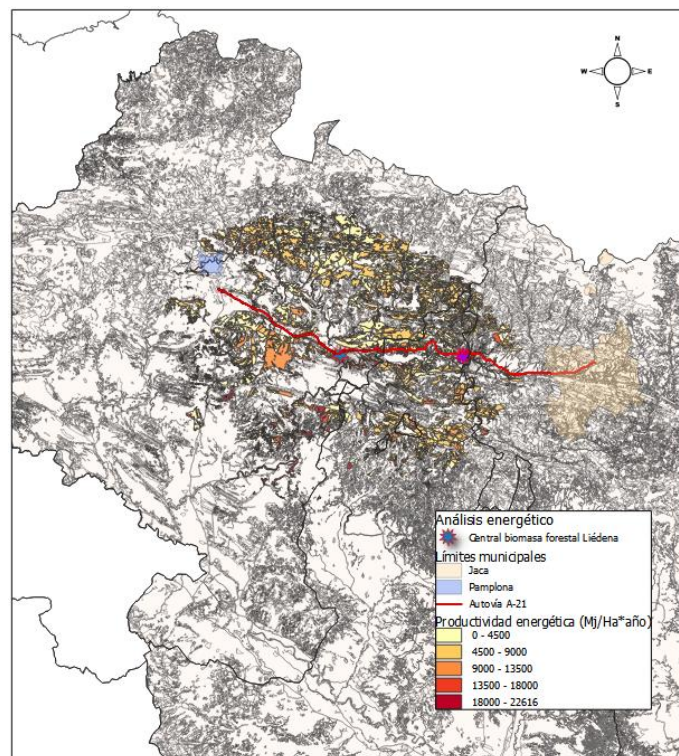 N
W E
S
Análisis energético
Central biomasa forestal Liédena
Límites municipales
Jaca
Pamplona
Autovía A-21
Productividad energética (Mj/Ha*año)
0 - 4500
4500 - 9000
9000 - 13500
13500 - 18000
18000 - 22616